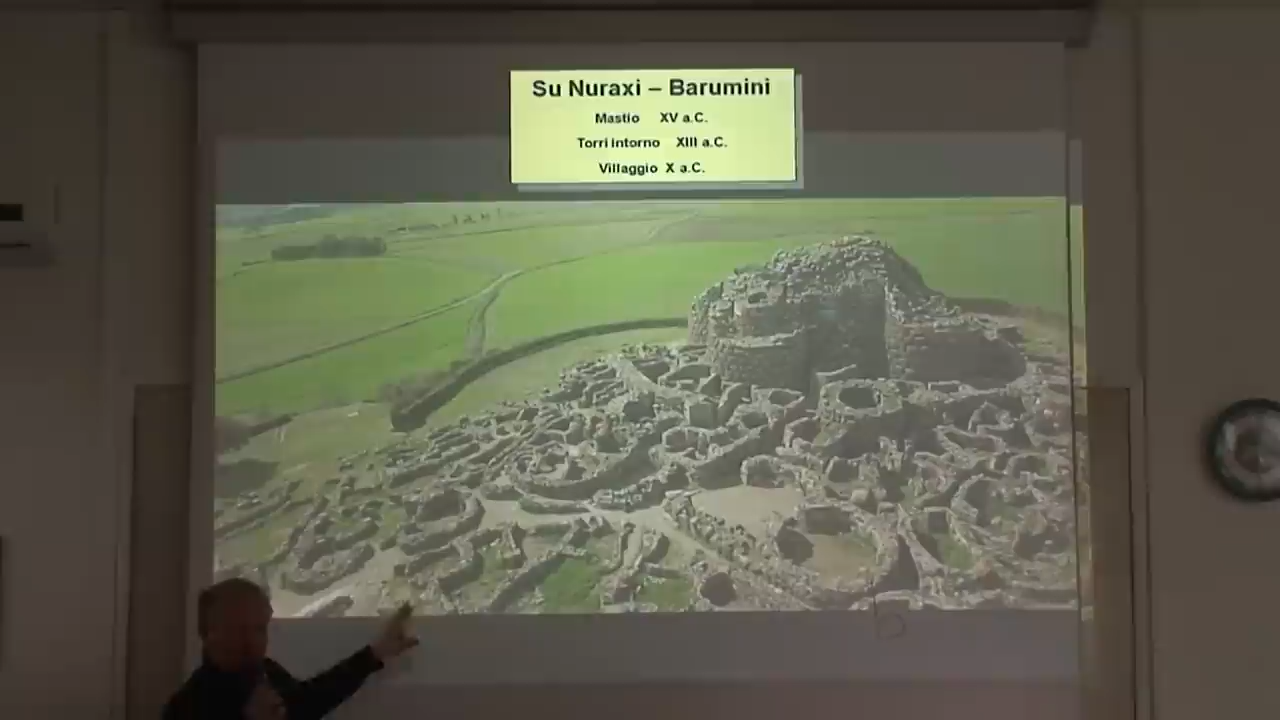 Su Nuraxi – Barumini
Mastio XV a.C.
Torri intorno XIII a.C.
Villaggio X a.C.